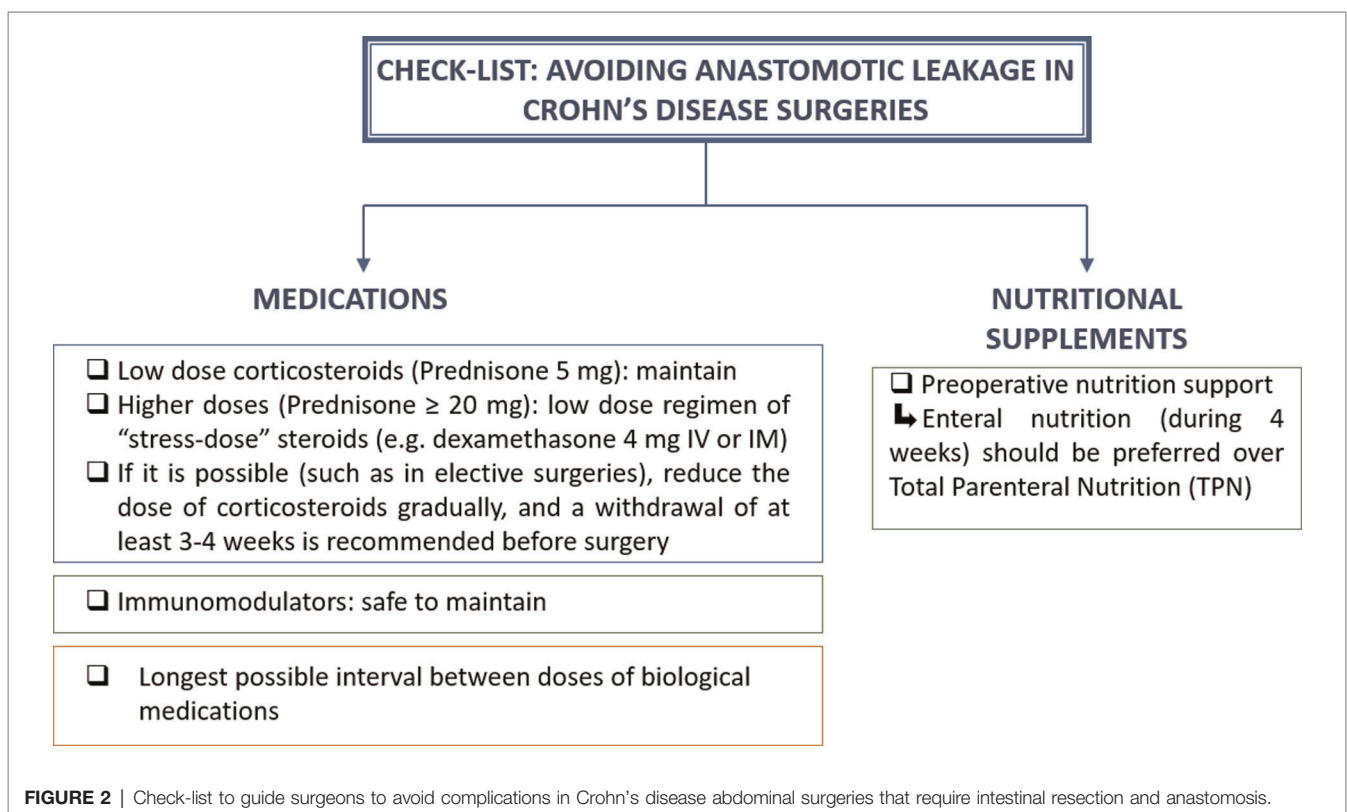 CHECK-LIST: AVOIDING ANASTOMOTIC LEAKAGE IN
CROHN'S DISEASE SURGERIES
MEDICATIONS
❑ Low dose corticosteroids (Prednisone 5 mg): maintain
❑ Higher doses (Prednisone ≥ 20 mg): low dose regimen of
“stress-dose” steroids (e.g. dexamethasone 4 mg IV or IM)
❑ If it is possible (such as in elective surgeries), reduce the
dose of corticosteroids gradually, and a withdrawal of at
least 3-4 weeks is recommended before surgery
❑ Immunomodulators: safe to maintain
❑ Longest possible interval between doses of biological
medications
NUTRITIONAL
SUPPLEMENTS
❑ Preoperative nutrition support
↳ Enteral nutrition (during 4
weeks) should be preferred over
Total Parenteral Nutrition (TPN)
FIGURE 2 | Check-list to guide surgeons to avoid complications in Crohn's disease abdominal surgeries that require intestinal resection and anastomosis.